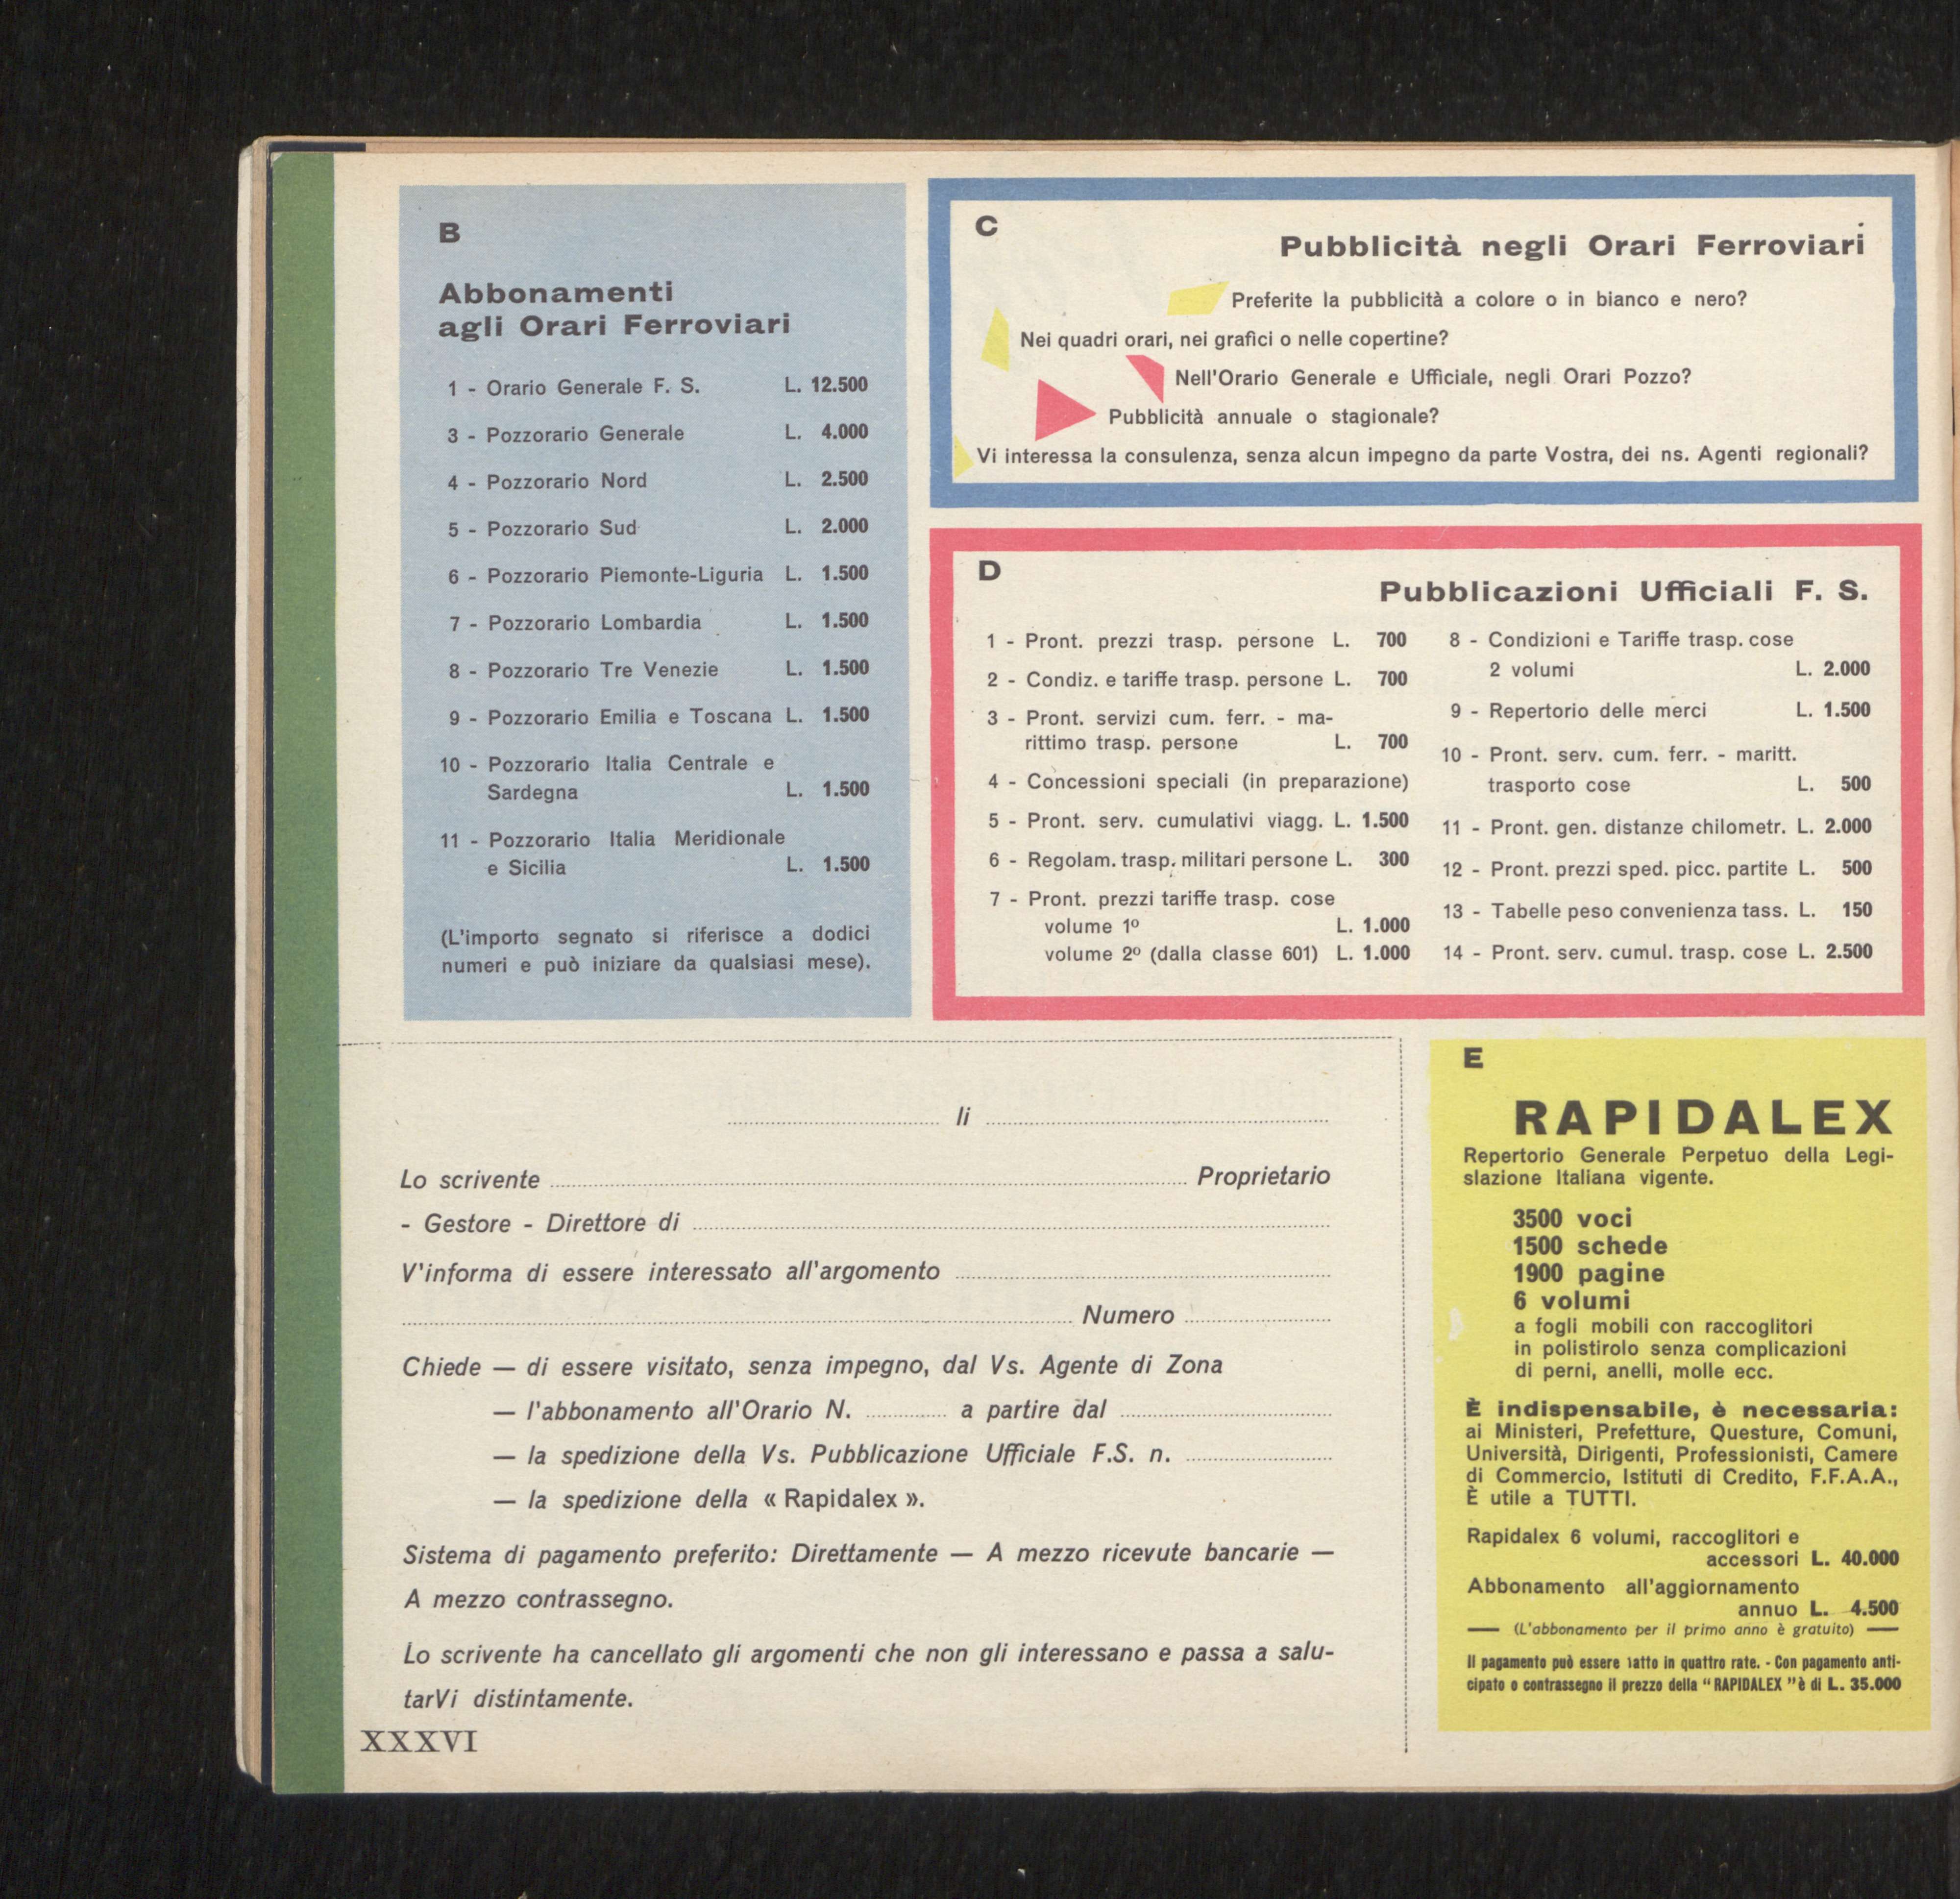 B
Abbonamenti
agli Orari Ferroviari
1 - Orario Generale F. S. L. 12.500
3 - Pozzorario Generale L. 4.000
4 - Pozzorario Nord L. 2.500
5 - Pozzorario Sud L. 2.000
6 - Pozzorario Piemonte-Liguria L. 1.500
7 - Pozzorario Lombardia L. 1.500
8 - Pozzorario Tre Venezie L. 1.500
9 - Pozzorario Emilia e Toscana L. 1.500
10 - Pozzorario Italia Centrale e
Sardegna L. 1.500
11 - Pozzorario Italia Meridionale
e Sicilia L. 1.500
(L'importo segnato si riferisce a dodici
numeri e può iniziare da qualsiasi mese).
C
Pubblicità negli Orari Ferroviari
Preferite la pubblicità a colore o in bianco e nero?
Nei quadri orari, nei grafici o nelle copertine?
Nell'Orario Generale e Ufficiale, negli Orari Pozzo?
Pubblicità annuale o stagionale?
Vi interessa la consulenza, senza alcun impegno da parte Vostra, dei ns. Agenti regionali?
D
Pubblicazioni Ufficiali F. S.
1 - Pront. prezzi trasp. persone L. 700
2 - Condiz. e tariffe trasp. persone L. 700
3 - Pront. servizi cum. ferr. - ma-
rittimo trasp. persone L. 700
4 - Concessioni speciali (in preparazione)
5 - Pront. serv. cumulativi viagg. L. 1.500
6 - Regolam. trasp. militari persone L. 300
7 - Pront. prezzi tariffe trasp. cose
volume 1º L. 1.000
volume 2º (dalla classe 601) L. 1.000
8 - Condizioni e Tariffe trasp. cose
2 volumi L. 2.000
9 - Repertorio delle merci L. 1.500
10 - Pront. serv. cum. ferr. - maritt.
trasporto cose L. 500
11 - Pront. gen. distanze chilometr. L. 2.000
12 - Pront. prezzi sped. picc. partite L. 500
13 - Tabelle peso convenienza tass. L. 150
14 - Pront. serv. cumul. trasp. cose L. 2.500
li
Lo scrivente Proprietario
- Gestore - Direttore di
V'informa di essere interessato all'argomento
Numero
Chiede — di essere visitato, senza impegno, dal Vs. Agente di Zona
— l'abbonamento all'Orario N. a partire dal
— la spedizione della Vs. Pubblicazione Ufficiale F.S. n.
— la spedizione della « Rapidalex ».
Sistema di pagamento preferito: Direttamente — A mezzo ricevute bancarie —
A mezzo contrassegno.
Lo scrivente ha cancellato gli argomenti che non gli interessano e passa a salu-
tarVi distintamente.
XXXVI
E
RAPIDALEX
Repertorio Generale Perpetuo della Legi-
slazione Italiana vigente.
3500 voci
1500 schede
1900 pagine
6 volumi
a fogli mobili con raccoglitori
in polistirolo senza complicazioni
di perni, anelli, molle ecc.
È indispensabile, è necessaria:
ai Ministeri, Prefetture, Questure, Comuni,
Università, Dirigenti, Professionisti, Camere
di Commercio, Istituti di Credito, F.F.A.A.,
È utile a TUTTI.
Rapidalex 6 volumi, raccoglitori e
accessori L. 40.000
Abbonamento all'aggiornamento
annuo L. 4.500
— (L'abbonamento per il primo anno è gratuito) —
Il pagamento può essere fatto in quattro rate. - Con pagamento anti-
cipato o contrassegno il prezzo della “ RAPIDALEX ” è di L. 35.000